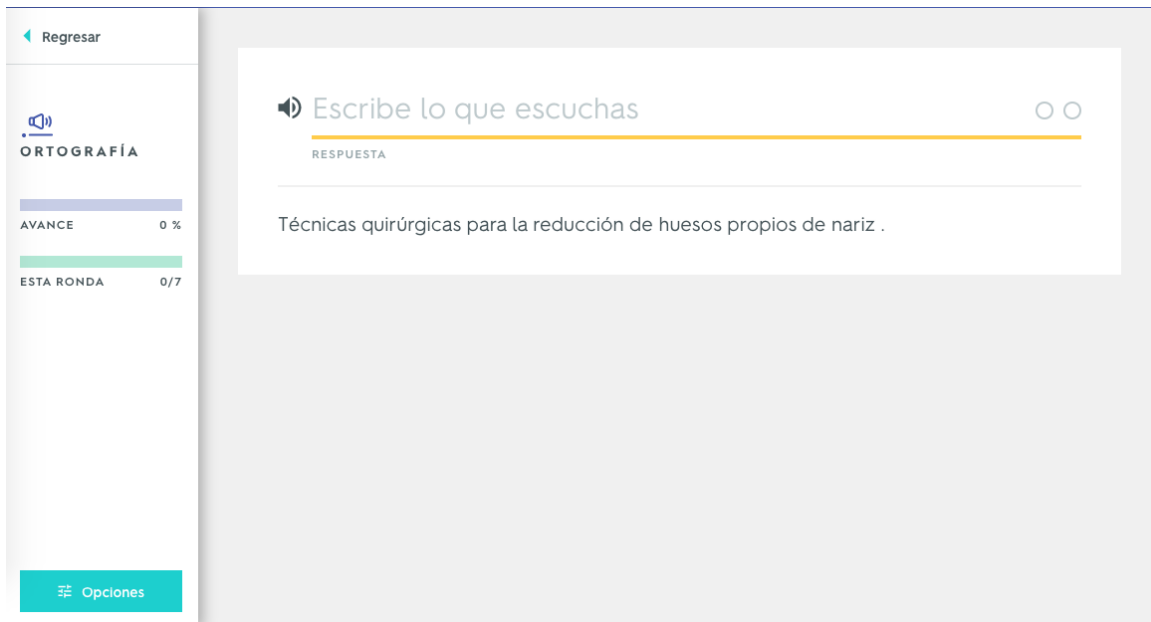 Regresar
ORTOGRAFÍA
AVANCE 0 %
ESTA RONDA 0/7
Opciones
Escribe lo que escuchas
RESPUESTA
Técnicas quirúrgicas para la reducción de huesos propios de nariz .